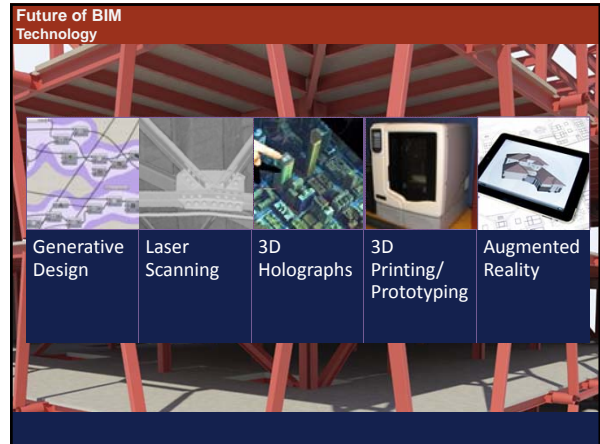 Future of BIM
Technology
Generative
Design
Laser
Scanning
3D
Holographs
3D
Printing/
Prototyping
Augmented
Reality